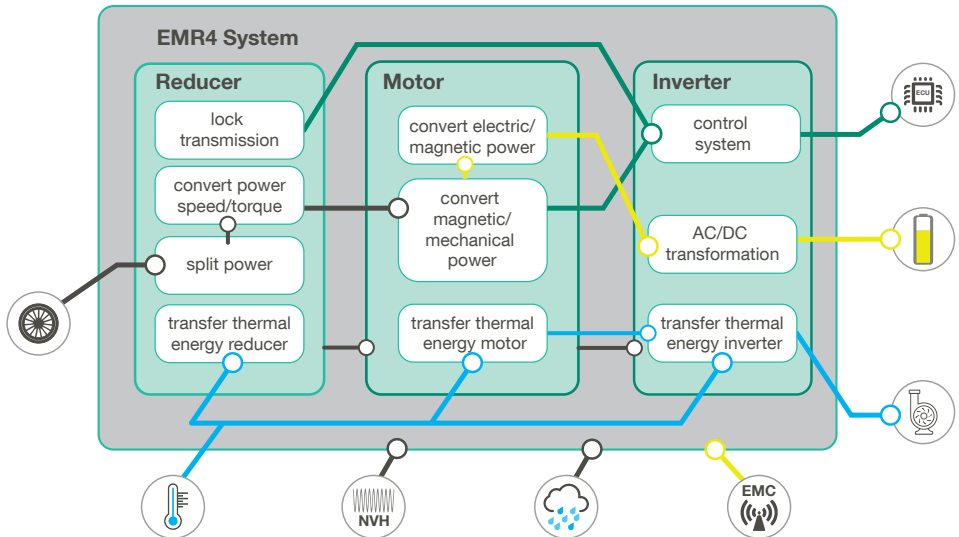 EMR4 System
Reducer
lock
transmission
convert power
speed/torque
split power
transfer thermal
energy reducer
Motor
convert electric/
magnetic power
convert
magnetic/
mechanical
power
transfer thermal
energy motor
Inverter
control
system
AC/DC
transformation
transfer thermal
energy inverter
ECU
NVH
EMC